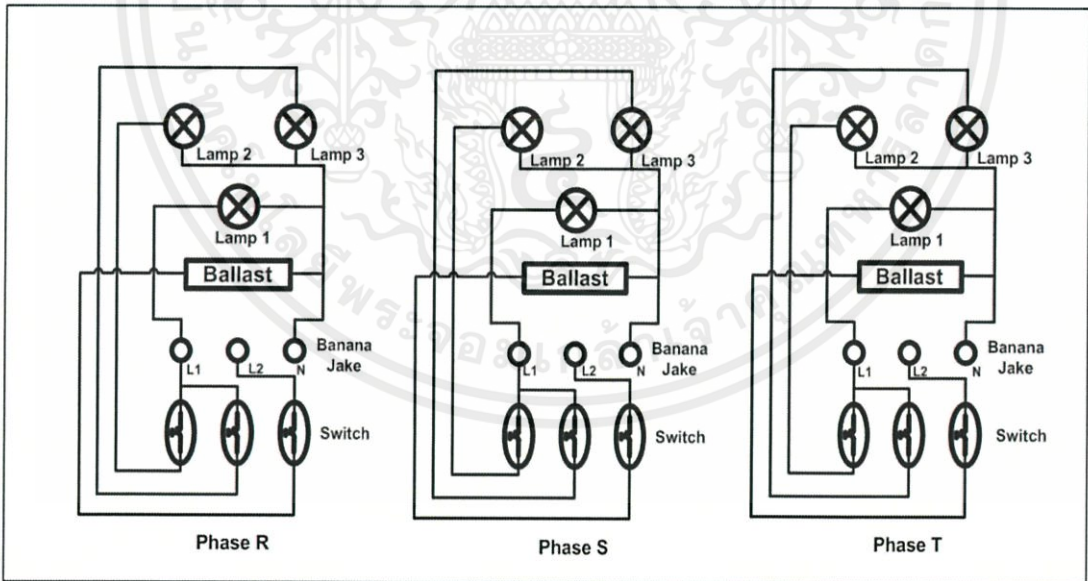 Lamp 2
Lamp 3
Lamp 1
Ballast
L1
L2
N
Banana
Jake
Switch
Phase R
Lamp 2
Lamp 3
Lamp 1
Ballast
L1
L2
N
Banana
Jake
Switch
Phase S
Lamp 2
Lamp 3
Lamp 1
Ballast
L1
L2
N
Banana
Jake
Switch
Phase T